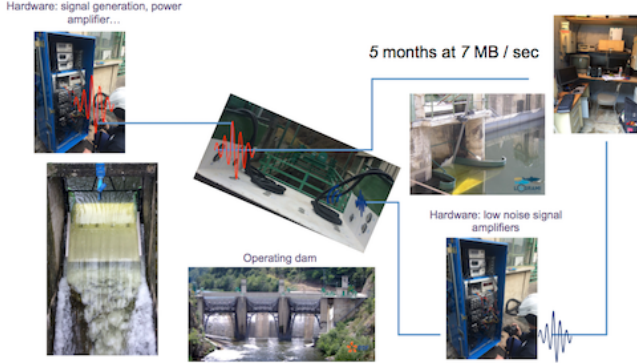 Hardware: signal generation, power
amplifier…
5 months at 7 MB / sec
Hardware: low noise signal
amplifiers
Operating dam